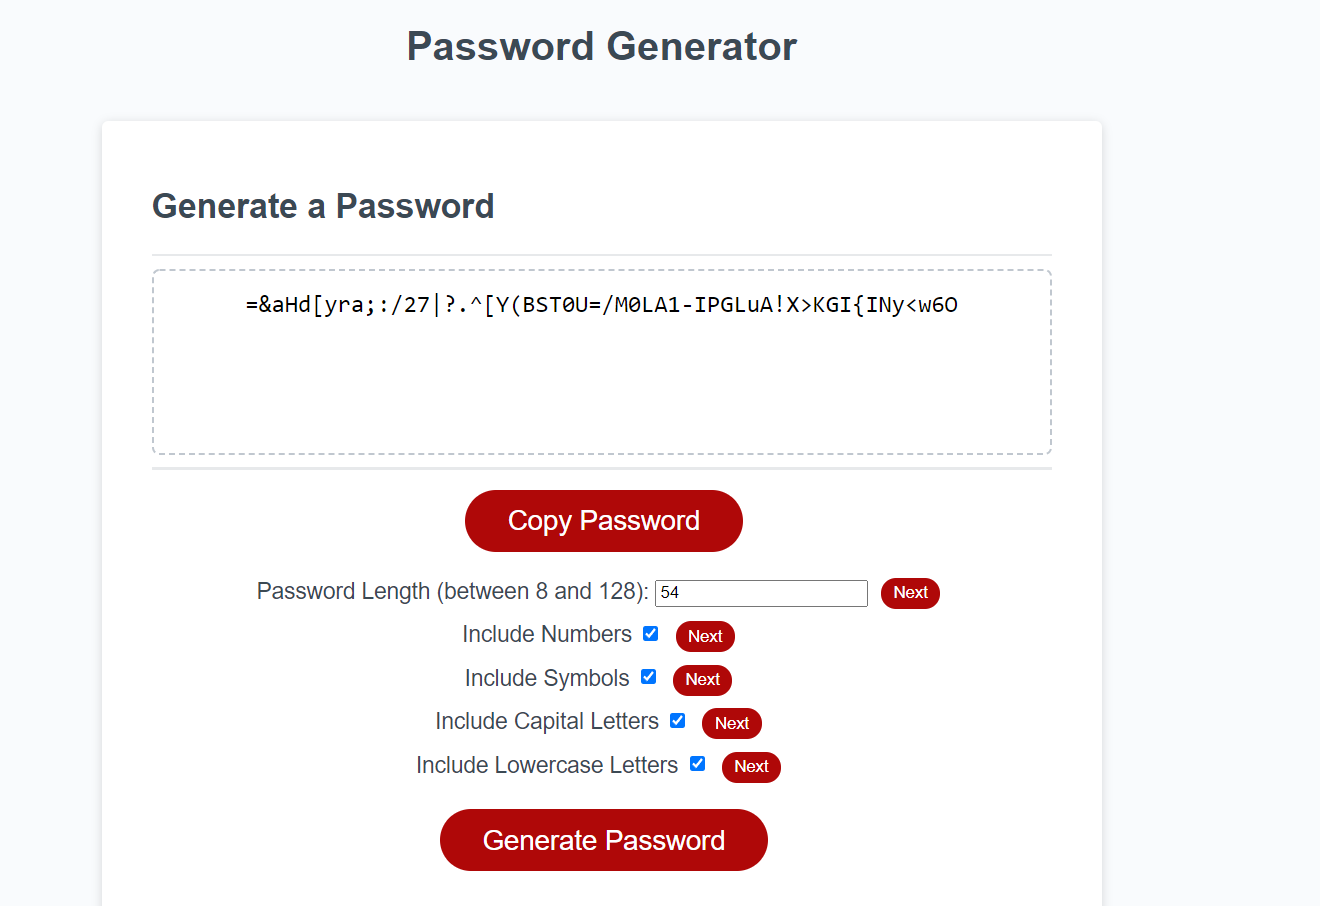 Password Generator
Generate a Password
=&aHd[yra;:/27|?.^[Y(BST0U=/M0LA1-IPGLuA!X>KGI{INy<w6O
Copy Password
Password Length (between 8 and 128): 54 Next
Include Numbers Next
Include Symbols Next
Include Capital Letters Next
Include Lowercase Letters Next
Generate Password